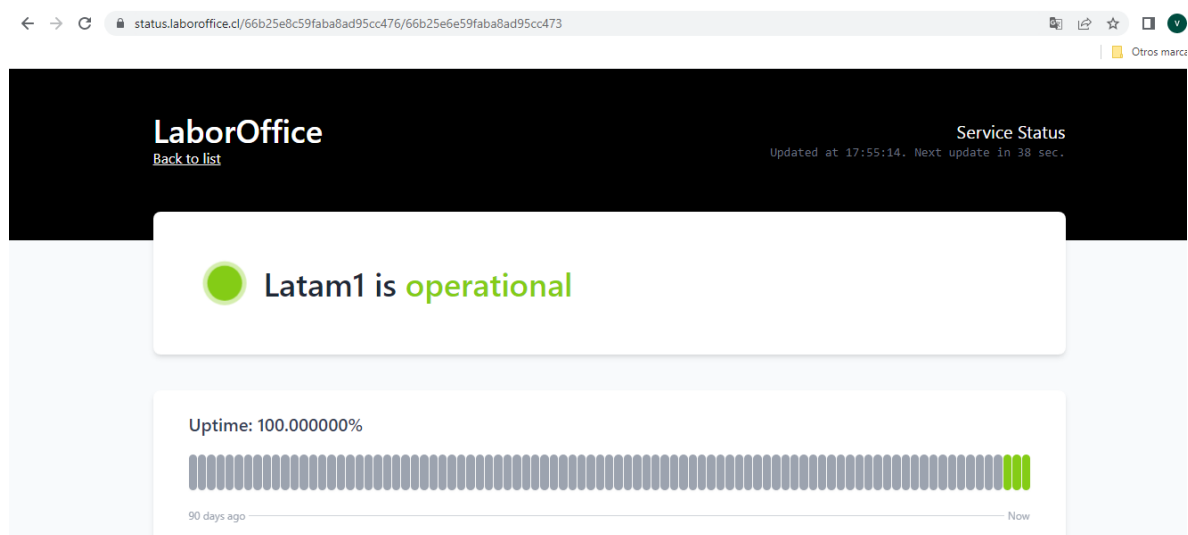 status.laboroffice.cl/66b25e8c59faba8ad95cc476/66b25e6e59faba8ad95cc473
V
Otros marca
LaborOffice
Back to list
Service Status
Updated at 17:55:14. Next update in 38 sec.
Latam1 is operational
Uptime: 100.000000%
90 days ago
Now